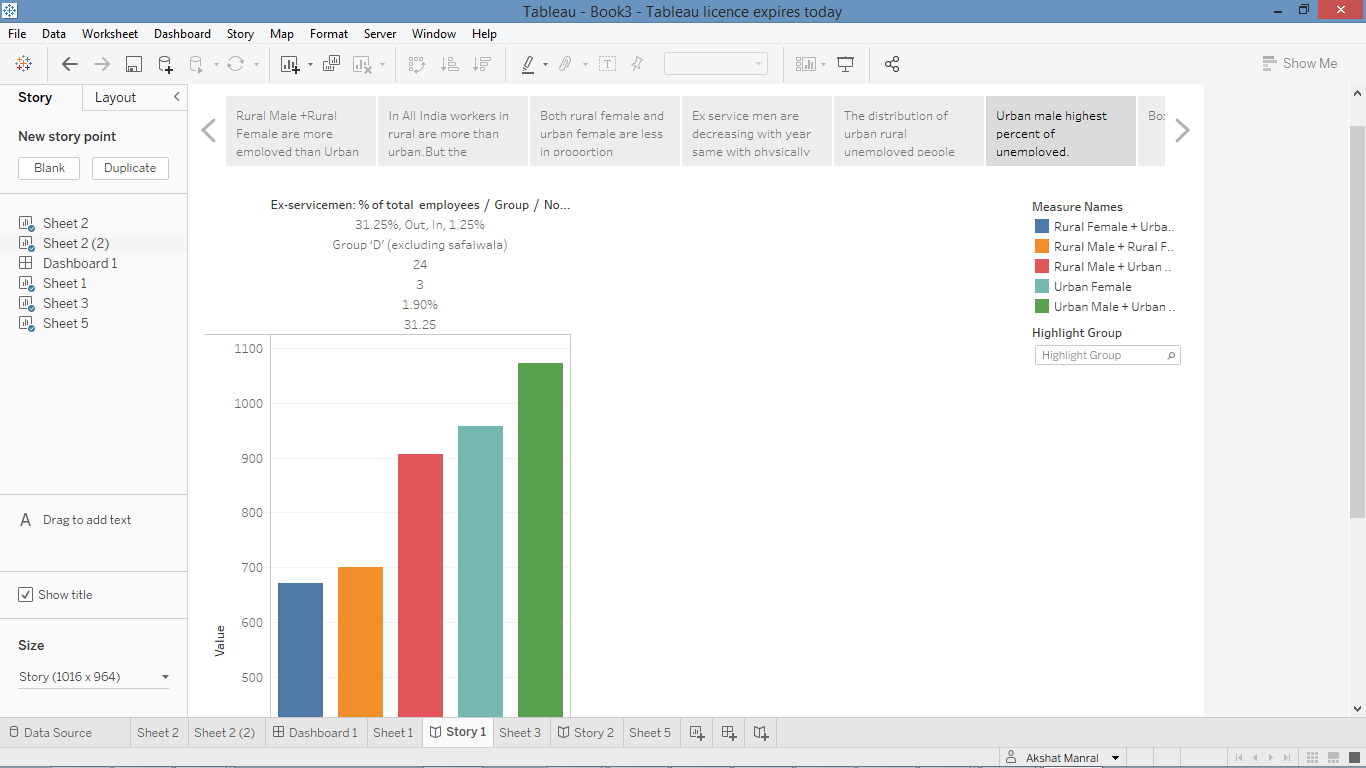 Tableau - Book3 - Tableau licence expires today
File Data Worksheet Dashboard Story Map Format Server Window Help
Show Me
Story Layout
New story point
Blank Duplicate
Sheet 2
Sheet 2 (2)
Dashboard 1
Sheet 1
Sheet 3
Sheet 5
A Drag to add text
Show title
Size
Story (1016 x 964)
Rural Male +Rural
Female are more
employed than Urban
In All India workers in
rural are more than
urban.But the
Both rural female and
urban female are less
in proportion
Ex service men are
decreasing with year
same with physically
The distribution of
urban rural
unemployed people
Urban male highest
percent of
unemployed.
Ex-servicemen: % of total employees / Group / No...
31.25%, Out, In, 1.25%
Group ‘D’ (excluding safaiwala)
24
3
1.90%
31.25
1100
1000
900
800
700
600
500
Value
Measure Names
Rural Female + Urba..
Rural Male + Rural F..
Rural Male + Urban ..
Urban Female
Urban Male + Urban ..
Highlight Group
Highlight Group
Data Source Sheet 2 Sheet 2 (2) Dashboard 1 Sheet 1 Story 1 Sheet 3 Story 2 Sheet 5
Akshat Manral